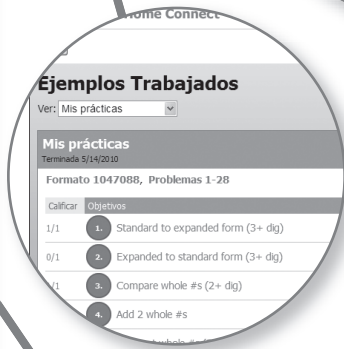 Home Connect
Ejemplos Trabajados
Ver: Mis prácticas
Mis prácticas
Terminada 5/14/2010
Formato 1047088, Problemas 1-28
Calificar Objetivos
1/1 1. Standard to expanded form (3+ dig)
0/1 2. Expanded to standard form (3+ dig)
/1 3. Compare whole #s (2+ dig)
4. Add 2 whole #s
whole #s